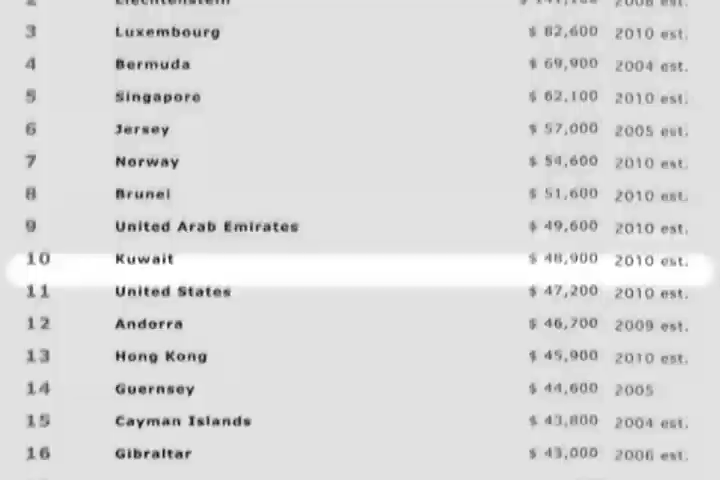 3 Luxembourg $ 82,600 2010 est.
4 Bermuda $ 69,900 2004 est.
5 Singapore $ 62,100 2010 est.
6 Jersey $ 57,000 2005 est.
7 Norway $ 54,600 2010 est.
8 Brunei $ 51,600 2010 est.
9 United Arab Emirates $ 49,600 2010 est.
10 Kuwait $ 48,900 2010 est.
11 United States $ 47,200 2010 est.
12 Andorra $ 46,700 2009 est.
13 Hong Kong $ 45,900 2010 est.
14 Guernsey $ 44,600 2005
15 Cayman Islands $ 43,800 2004 est.
16 Gibraltar $ 43,000 2006 est.